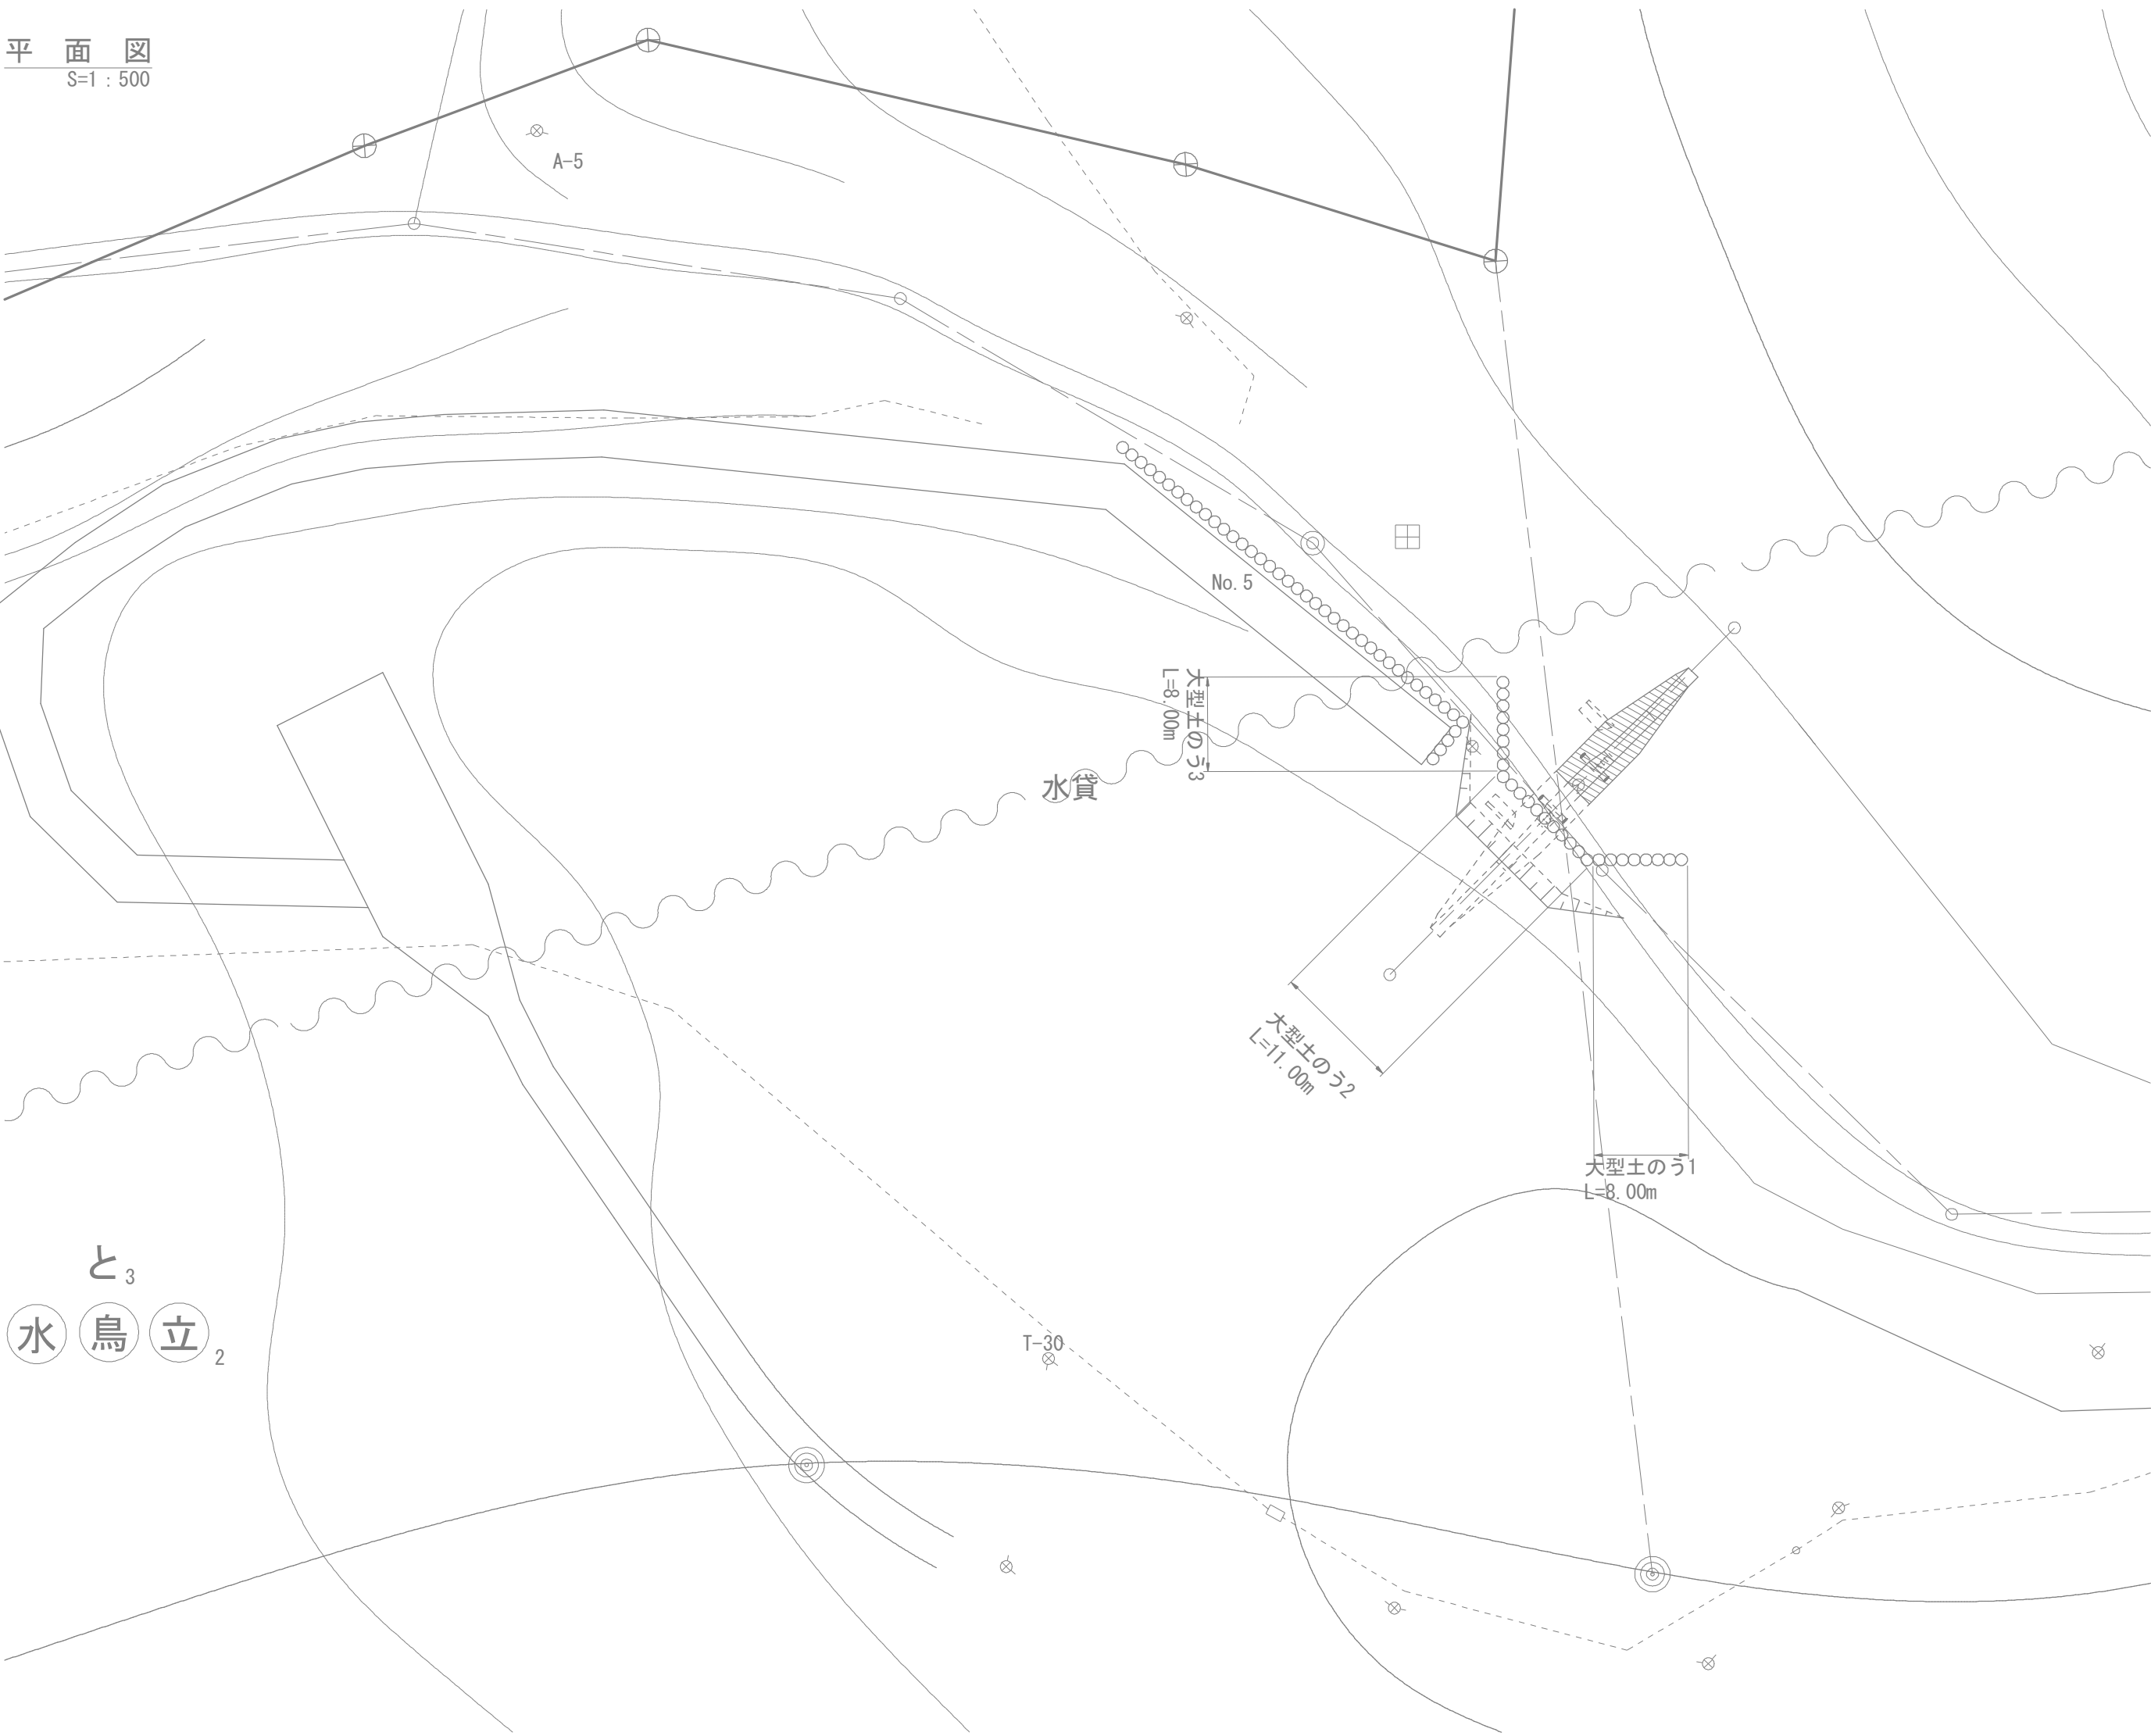 平 面 図
S=1 : 500
A-5
No. 5
大型土のう3
L=8.00m
水貸
大型土のう2
L=11.00m
大型土のう1
L=8.00m
と3
水 鳥 立 2
T-30